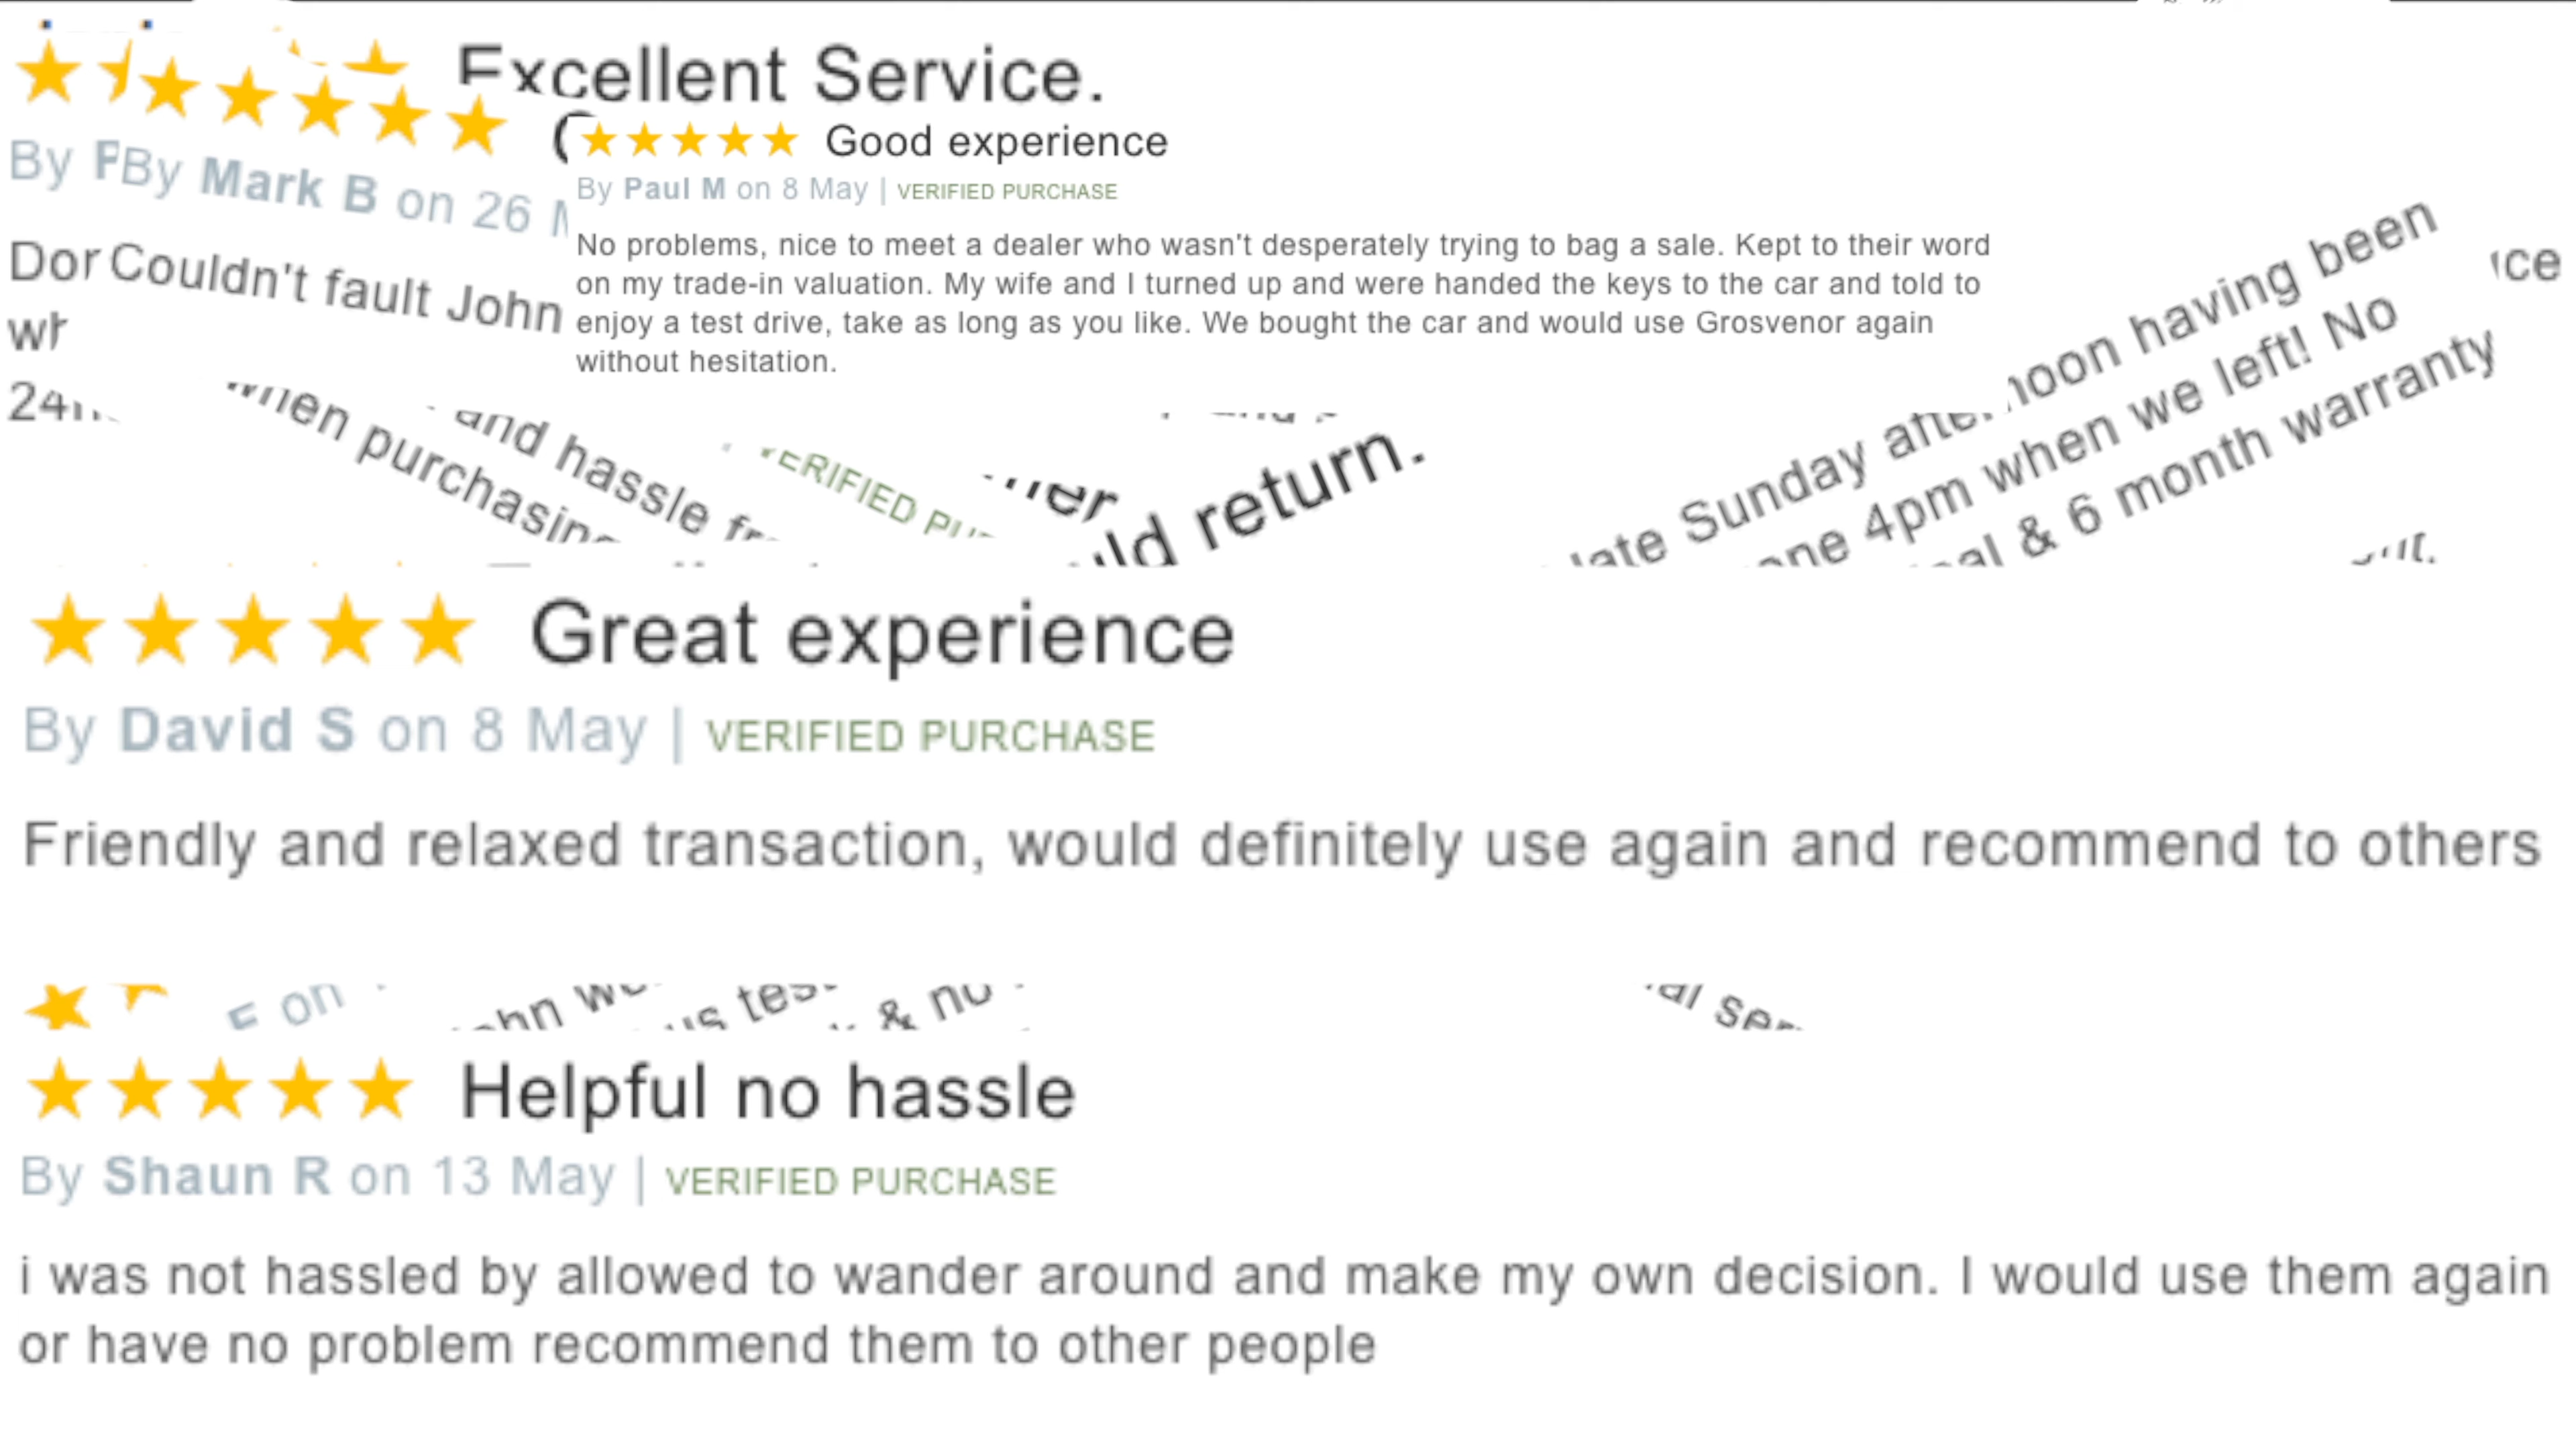 Excellent Service.
Good experience
By Mark B on 26
By Paul M on 8 May | VERIFIED PURCHASE
Couldn't fault John
No problems, nice to meet a dealer who wasn't desperately trying to bag a sale. Kept to their word
on my trade-in valuation. My wife and I turned up and were handed the keys to the car and told to
enjoy a test drive, take as long as you like. We bought the car and would use Grosvenor again
without hesitation.
when purchasing
and hassle
VERIFIED
return.
late Sunday afternoon having been
4pm when we left! No
& 6 month warranty
Great experience
By David S on 8 May | VERIFIED PURCHASE
Friendly and relaxed transaction, would definitely use again and recommend to others
on
& no
Helpful no hassle
By Shaun R on 13 May | VERIFIED PURCHASE
i was not hassled by allowed to wander around and make my own decision. I would use them again
or have no problem recommend them to other people